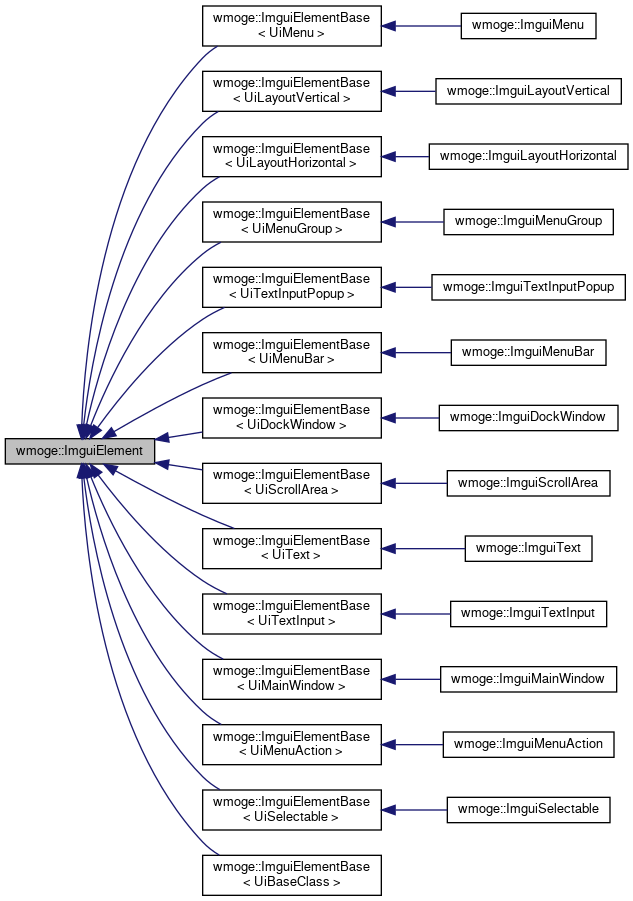 wmoge::ImguiElementBase
< UiMenu >
wmoge::ImguiMenu
wmoge::ImguiElementBase
< UiLayoutVertical >
wmoge::ImguiLayoutVertical
wmoge::ImguiElementBase
< UiLayoutHorizontal >
wmoge::ImguiLayoutHorizontal
wmoge::ImguiElementBase
< UiMenuGroup >
wmoge::ImguiMenuGroup
wmoge::ImguiElementBase
< UiTextInputPopup >
wmoge::ImguiTextInputPopup
wmoge::ImguiElementBase
< UiMenuBar >
wmoge::ImguiMenuBar
wmoge::ImguiElementBase
< UiDockWindow >
wmoge::ImguiDockWindow
wmoge::ImguiElement
wmoge::ImguiElementBase
< UiScrollArea >
wmoge::ImguiScrollArea
wmoge::ImguiElementBase
< UiText >
wmoge::ImguiText
wmoge::ImguiElementBase
< UiTextInput >
wmoge::ImguiTextInput
wmoge::ImguiElementBase
< UiMainWindow >
wmoge::ImguiMainWindow
wmoge::ImguiElementBase
< UiMenuAction >
wmoge::ImguiMenuAction
wmoge::ImguiElementBase
< UiSelectable >
wmoge::ImguiSelectable
wmoge::ImguiElementBase
< UiBaseClass >